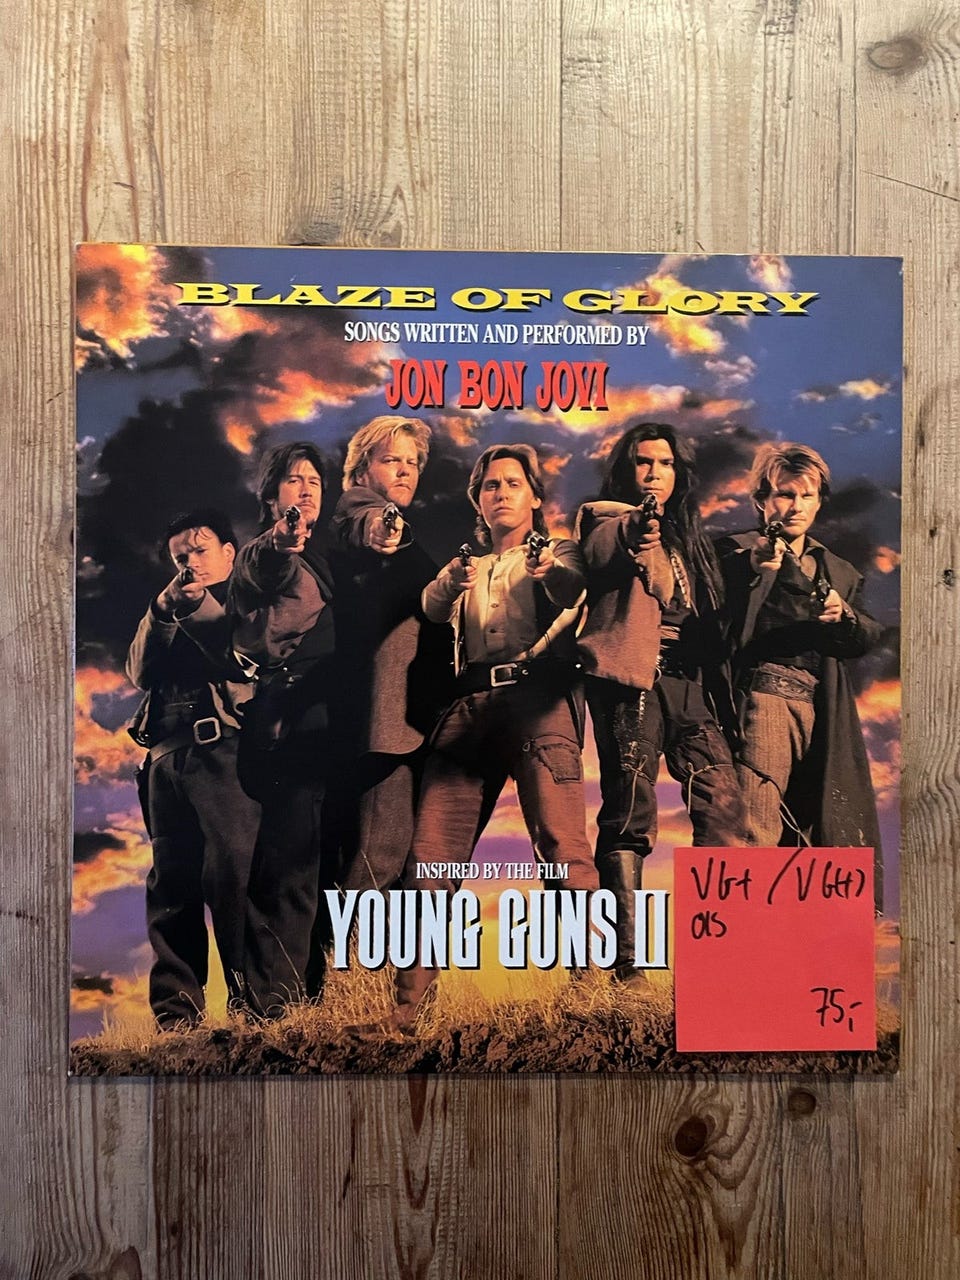 BLAZE OF GLORY
SONGS WRITTEN AND PERFORMED BY
JON BON JOVI
INSPIRED BY THE FILM
YOUNG GUNS II
VG+ / VG(+)
OIS
75,-